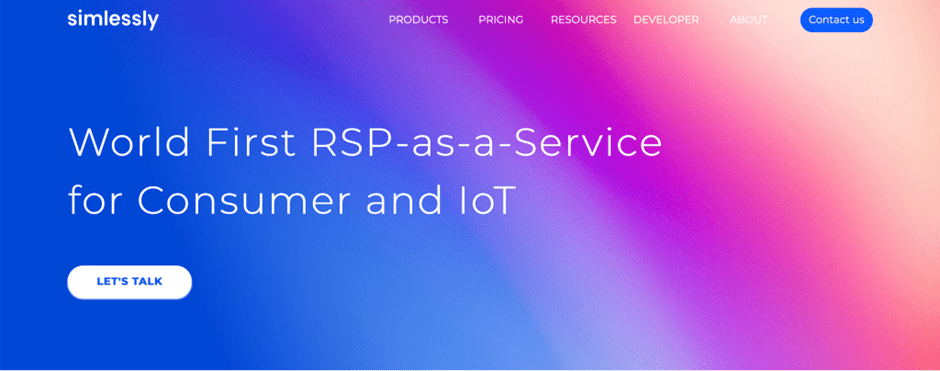 simlessly
PRODUCTS PRICING RESOURCES DEVELOPER ABOUT Contact us
World First RSP-as-a-Service
for Consumer and IoT
LET'S TALK